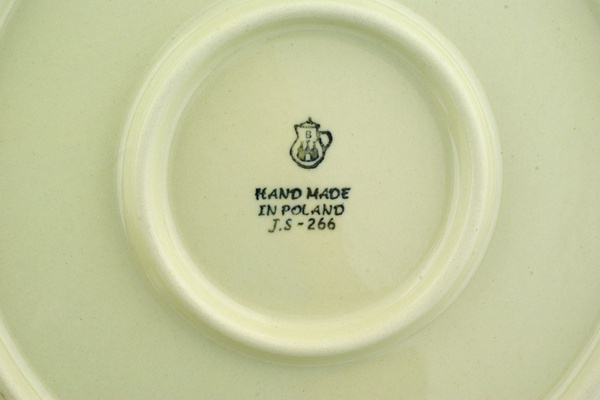 B
HAND MADE
IN POLAND
J.S-266